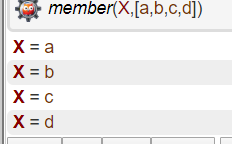 member(X,[a,b,c,d])
X = a
X = b
X = c
X = d